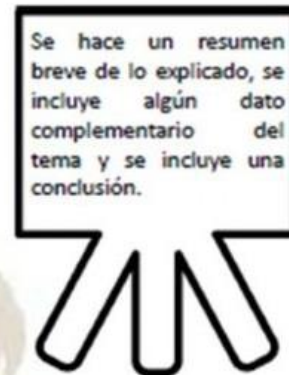 Se hace un resumen
breve de lo explicado, se
incluye algún dato
complementario del
tema y se incluye una
conclusión.